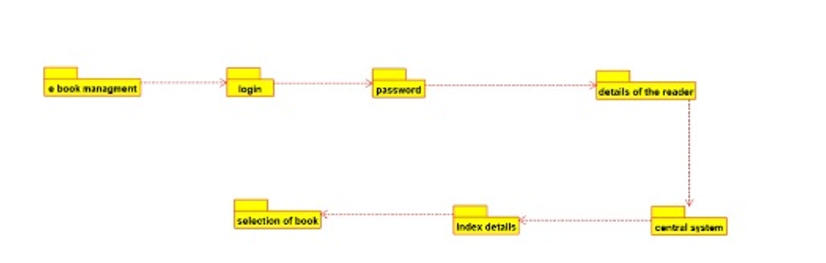 e book managment
login
password
details of the reader
selection of book
index details
central system